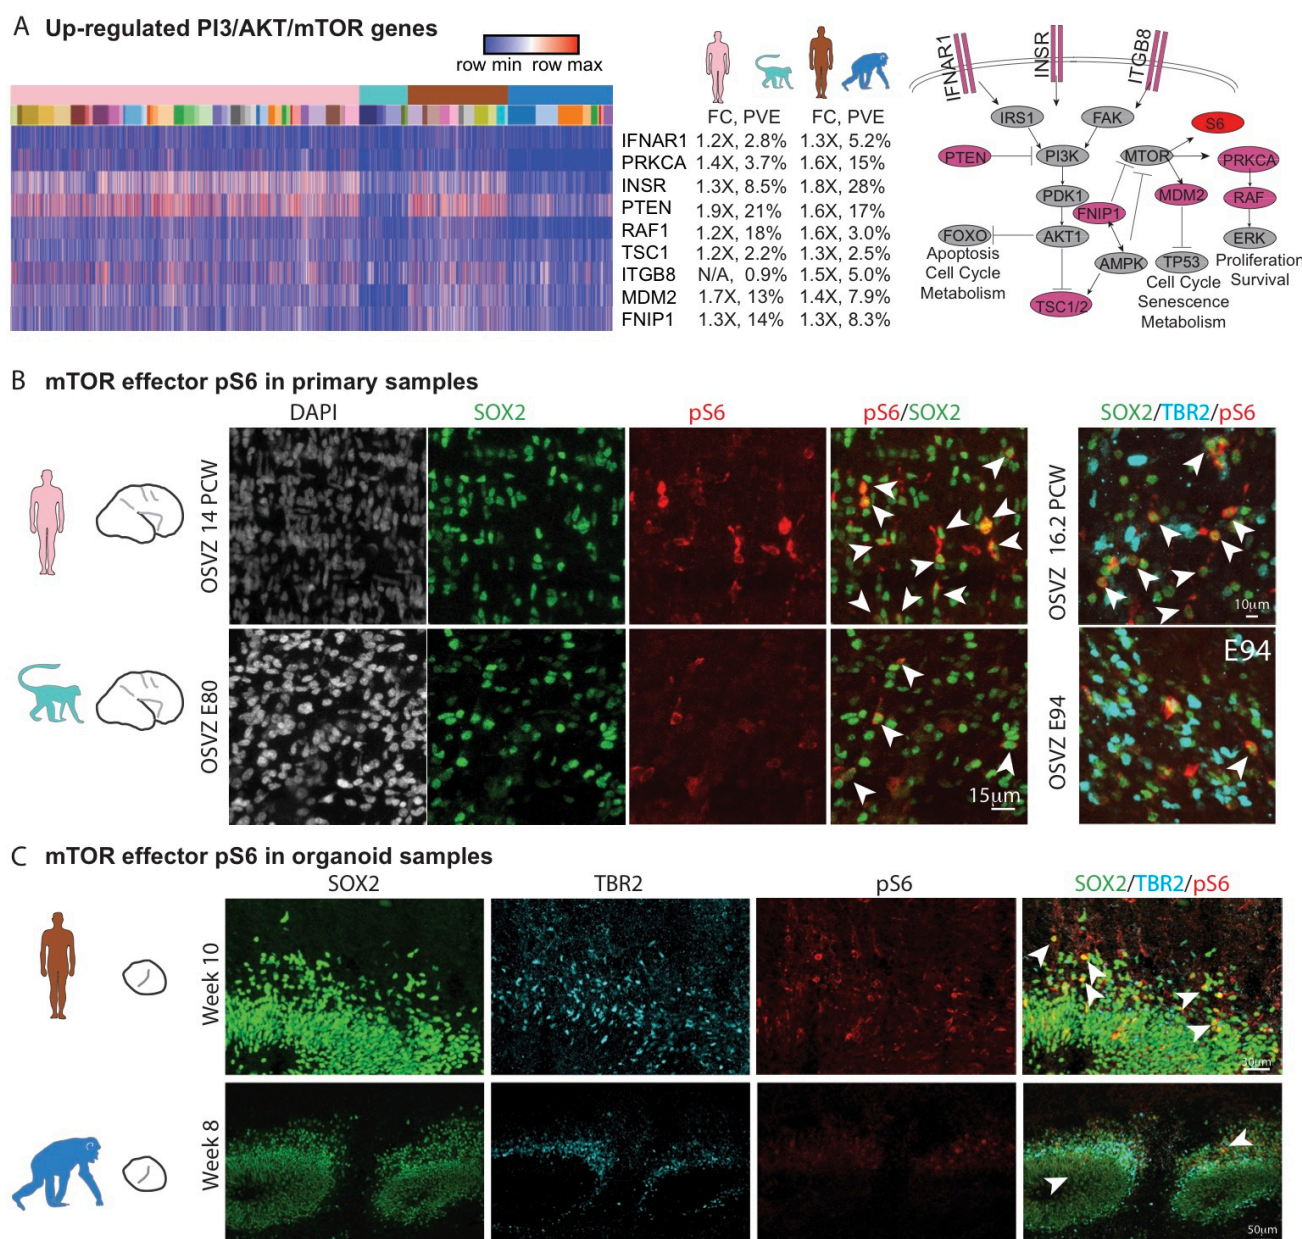 A Up-regulated PI3/AKT/mTOR genes
row min row max
FC, PVE FC, PVE
IFNAR1 1.2X, 2.8% 1.3X, 5.2%
PRKCA 1.4X, 3.7% 1.6X, 15%
INSR 1.3X, 8.5% 1.8X, 28%
PTEN 1.9X, 21% 1.6X, 17%
RAF1 1.2X, 18% 1.6X, 3.0%
TSC1 1.2X, 2.2% 1.3X, 2.5%
ITGB8 N/A, 0.9% 1.5X, 5.0%
MDM2 1.7X, 13% 1.4X, 7.9%
FNIP1 1.3X, 14% 1.3X, 8.3%
IFNAR1
INSR
ITGB8
IRS1
FAK
S6
PTEN
PI3K
MTOR
PRKCA
PDK1
MDM2
RAF
FNIP1
FOXO
AKT1
ERK
AMPK
TP53
Apoptosis
Cell Cycle
Metabolism
Proliferation
Survival
Cell Cycle
Senescence
Metabolism
TSC1/2
B mTOR effector pS6 in primary samples
DAPI
SOX2
pS6
pS6/SOX2
SOX2/TBR2/pS6
OSVZ 14 PCW
OSVZ 16.2 PCW
10µm
OSVZ E80
15µm
OSVZ E94
E94
C mTOR effector pS6 in organoid samples
SOX2
TBR2
pS6
SOX2/TBR2/pS6
Week 10
30µm
Week 8
50µm